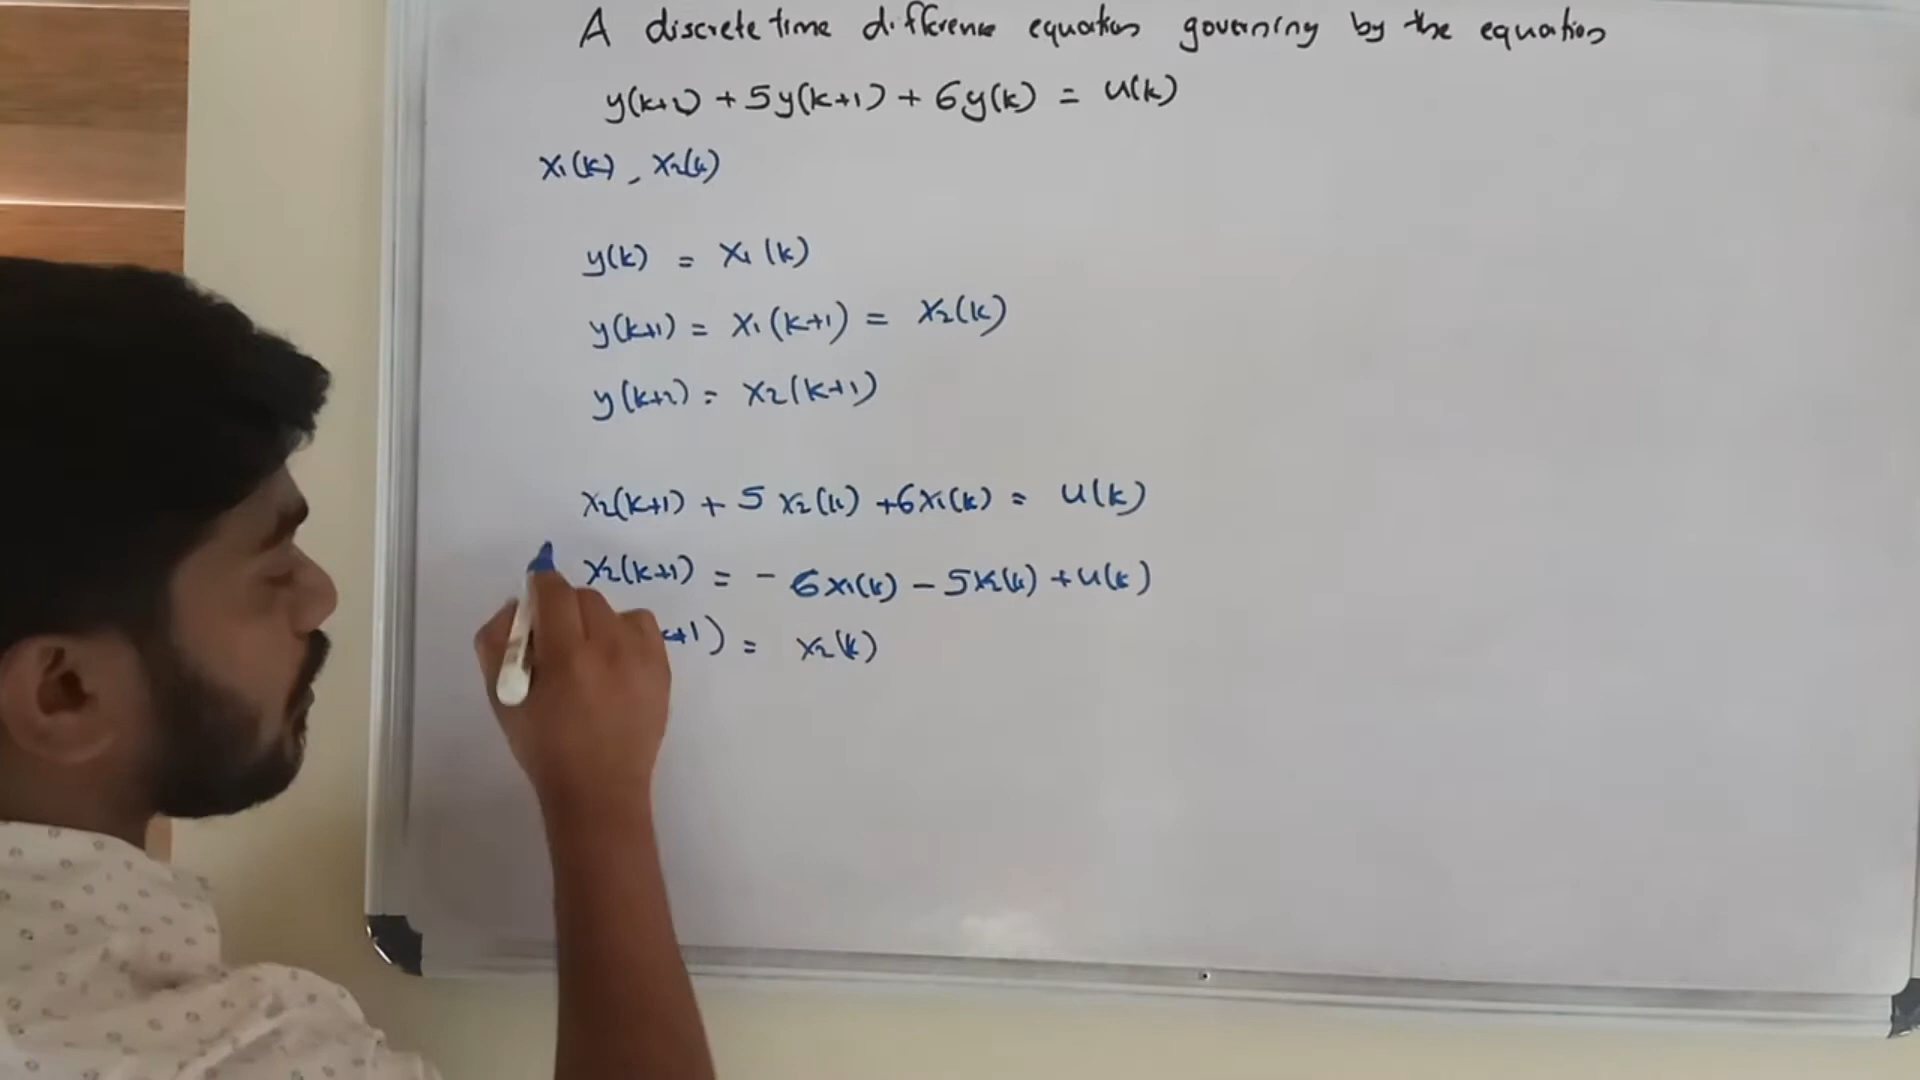 A discrete time difference equation governing by the equation
y(k+2) + 5y(k+1) + 6y(k) = u(k)
x1(k), x2(k)
y(k) = x1(k)
y(k+1) = x1(k+1) = x2(k)
y(k+2) = x2(k+1)
x2(k+1) + 5x2(k) + 6x1(k) = u(k)
x2(k+1) = -6x1(k) - 5x2(k) + u(k)
+1) = x2(k)